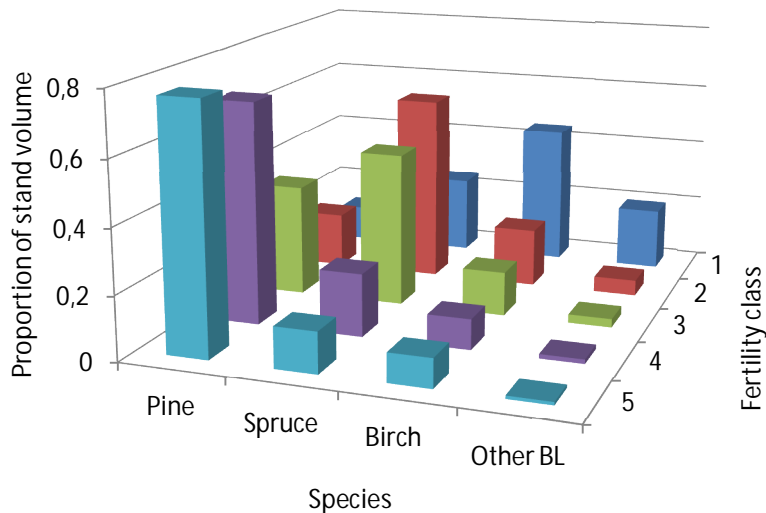 Proportion of stand volume
0,8
0,6
0,4
0,2
0
Pine
Spruce
Birch
Other BL
Species
1
2
3
4
5
Fertility class